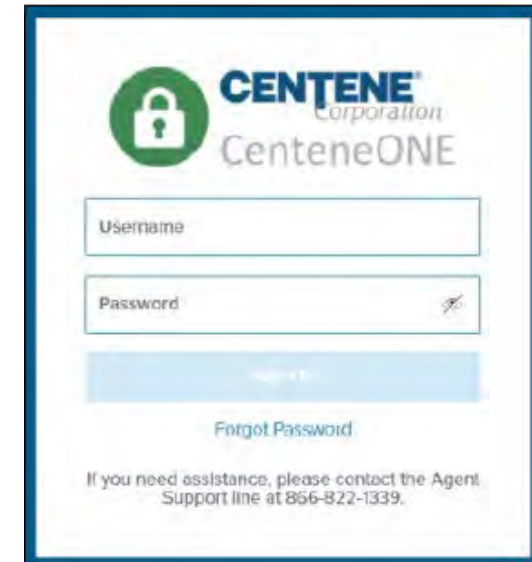 CENTENE®
Corporation
CenteneONE
Username
Password
Forgot Password
If you need assistance, please contact the Agent
Support line at 866-822-1339.